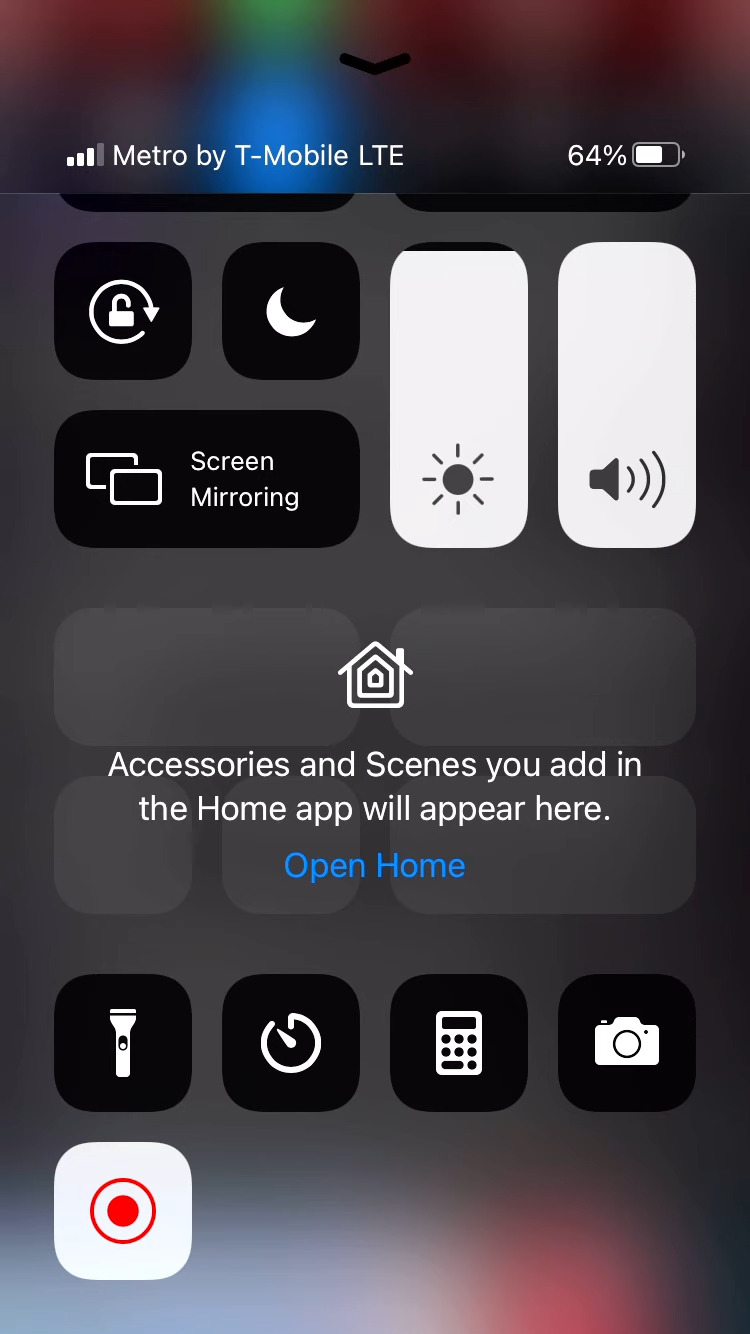 Metro by T-Mobile LTE
64%
Screen
Mirroring
Accessories and Scenes you add in
the Home app will appear here.
Open Home